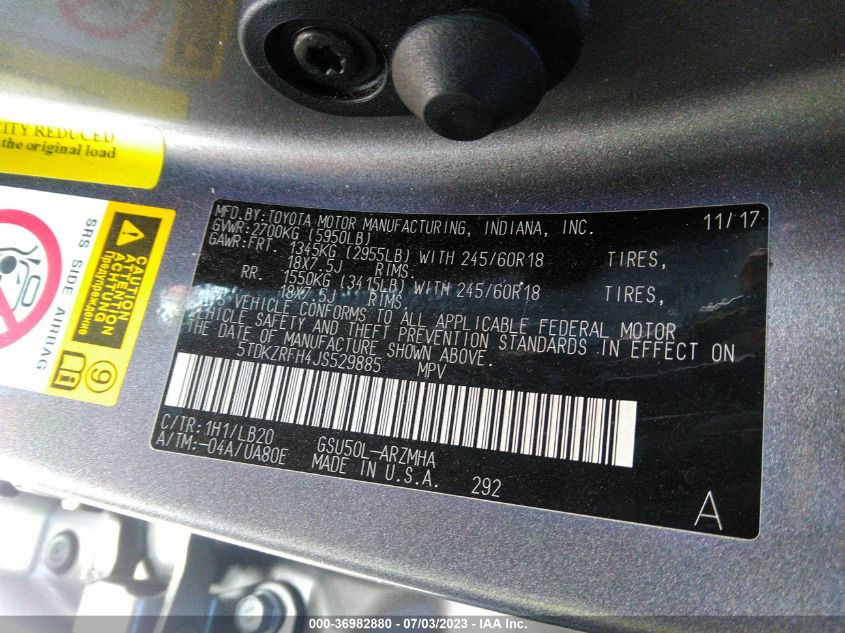 ITY REDUCED
the original load
SRS SIDE AIRBAG
CAUTION
ATTENTION
ACHTUNG
Предупреждение
9
MFD.BY:TOYOTA MOTOR MANUFACTURING, INDIANA, INC. 11/17
GVWR:2700KG (5950LB)
GAWR:FRT. 1345KG (2955LB) WITH 245/60R18 TIRES,
18X7.5J RIMS.
RR. 1550KG (3415LB) WITH 245/60R18 TIRES,
18X7.5J RIMS.
THIS VEHICLE CONFORMS TO ALL APPLICABLE FEDERAL MOTOR
VEHICLE SAFETY AND THEFT PREVENTION STANDARDS IN EFFECT ON
THE DATE OF MANUFACTURE SHOWN ABOVE.
5TDKZRFH4JS529885 MPV
C/TR:1H1/LB20 GSU50L-ARZMHA
A/TM:-04A/UA80E MADE IN U.S.A. 292
A
000-36982880 - 07/03/2023 - IAA Inc.